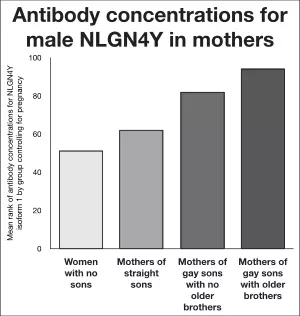 Antibody concentrations for
male NLGN4Y in mothers
Mean rank of antibody concentrations for NLGN4Y
isoform 1 by group controlling for pregnancy
100
80
60
40
20
0
Women
with no
sons
Mothers of
straight
sons
Mothers of
gay sons
with no
older
brothers
Mothers of
gay sons
with older
brothers